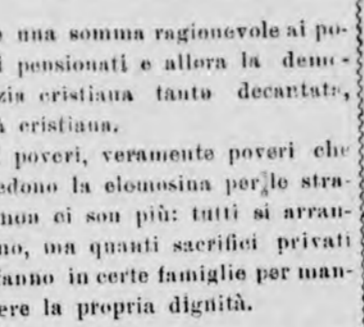 una somma ragionevole ai po-
i pensionati e allora la demo-
zia cristiana tanto decantata,
à cristiana.
poveri, veramente poveri che
edono la elemosina per le stra-
non ci son più: tutti si arran-
no, ma quanti sacrifici privati
fanno in certe famiglie per man-
ere la propria dignità.